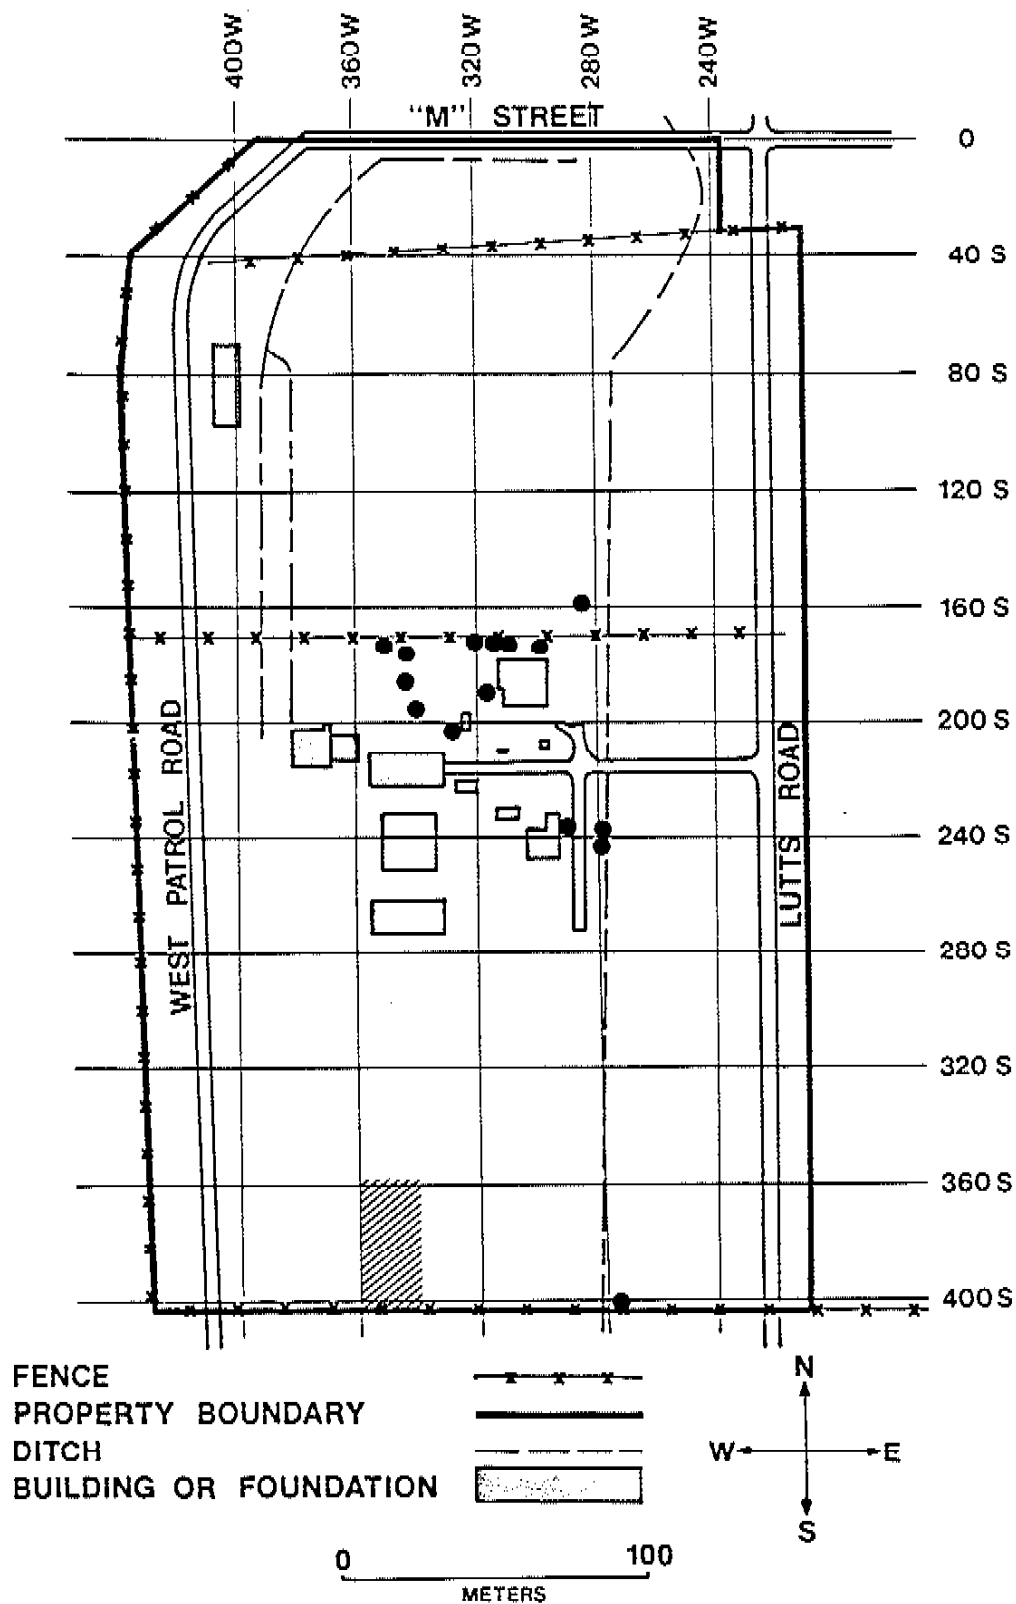 400W
360W
320W
280W
240W
"M" STREET
0
40 S
80 S
120 S
160 S
200 S
240 S
280 S
320 S
360 S
400 S
WEST PATROL ROAD
LUTTS ROAD
FENCE
PROPERTY BOUNDARY
DITCH
BUILDING OR FOUNDATION
N
W
E
S
0
100
METERS